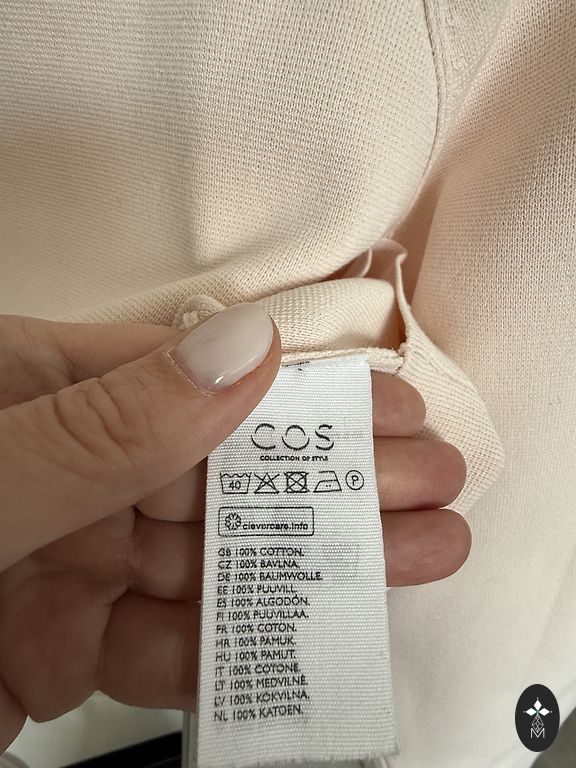 COS
COLLECTION OF STYLE
40 P
clevercare.info
GB 100% COTTON.
CZ 100% BAVLNA.
DE 100% BAUMWOLLE.
EE 100% PUUVILL.
ES 100% ALGODÓN.
FI 100% PUUVILLAA.
FR 100% COTON.
HR 100% PAMUK.
HU 100% PAMUT.
IT 100% COTONE.
LT 100% MEDVILNĖ.
LV 100% KOKVILNA.
NL 100% KATOEN.
M